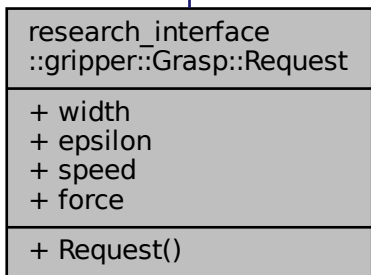 research_interface
::gripper::Grasp::Request
+ width
+ epsilon
+ speed
+ force
+ Request()